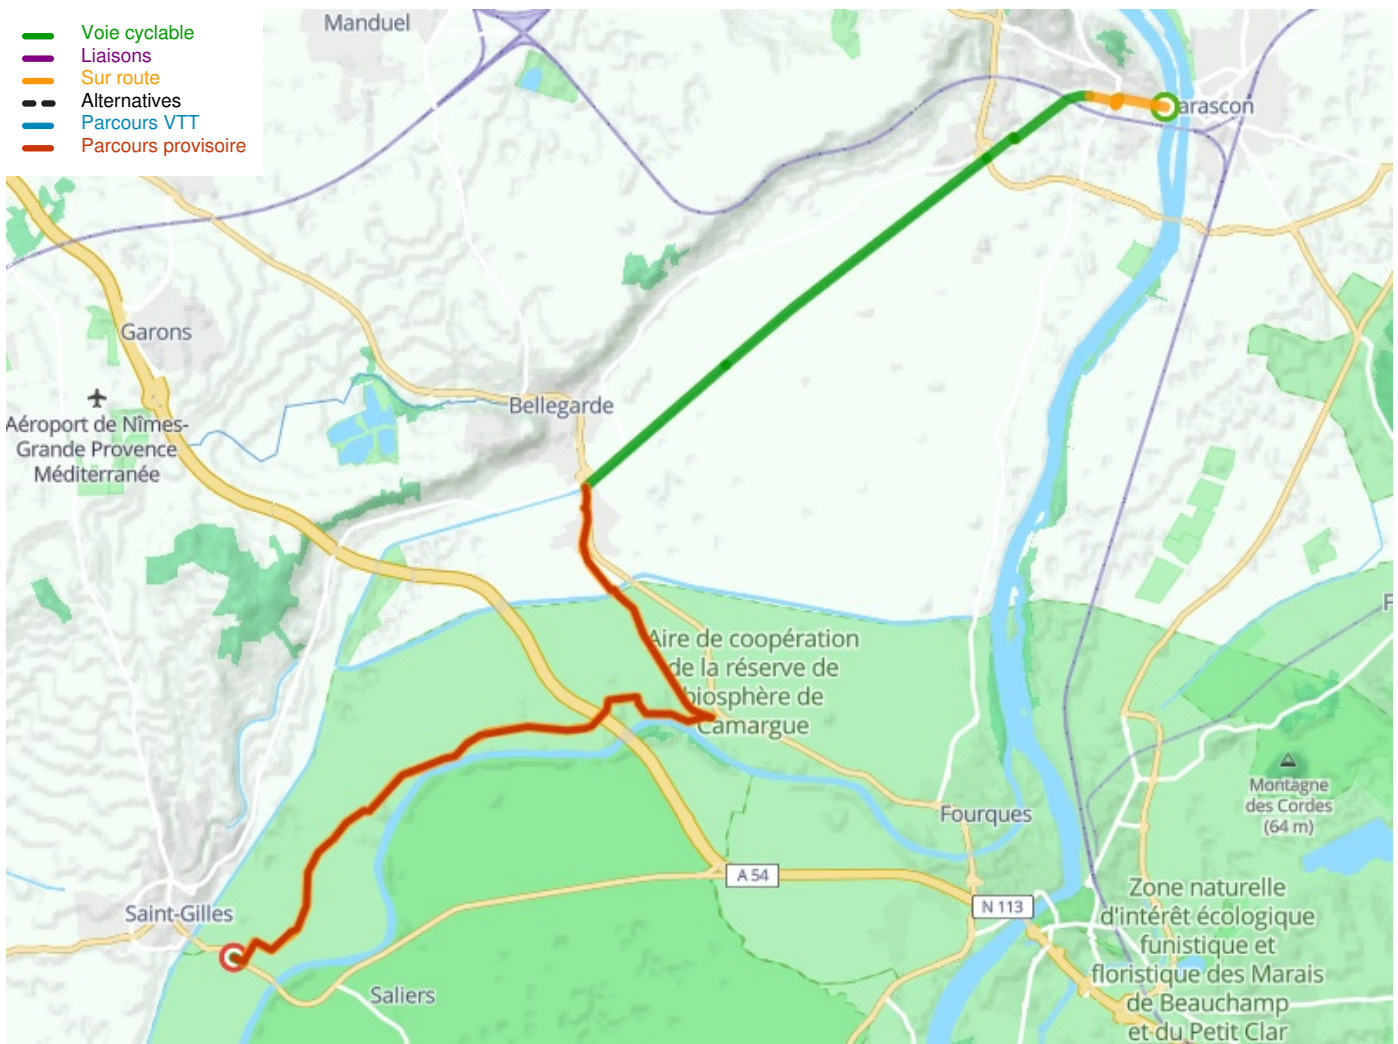 Voie cyclable
Liaisons
Sur route
Alternatives
Parcours VTT
Parcours provisoire
Manduel
arascon
Garons
Bellegarde
Aéroport de Nîmes-
Grande Provence
Méditerranée
Aire de coopération
de la réserve de
biosphère de
Camargue
Montagne
des Cordes
(64 m)
Fourques
A 54
N 113
Saint-Gilles
Saliers
Zone naturelle
d'intérêt écologique
funistique et
floristique des Marais
de Beauchamp
et du Petit Clar
F